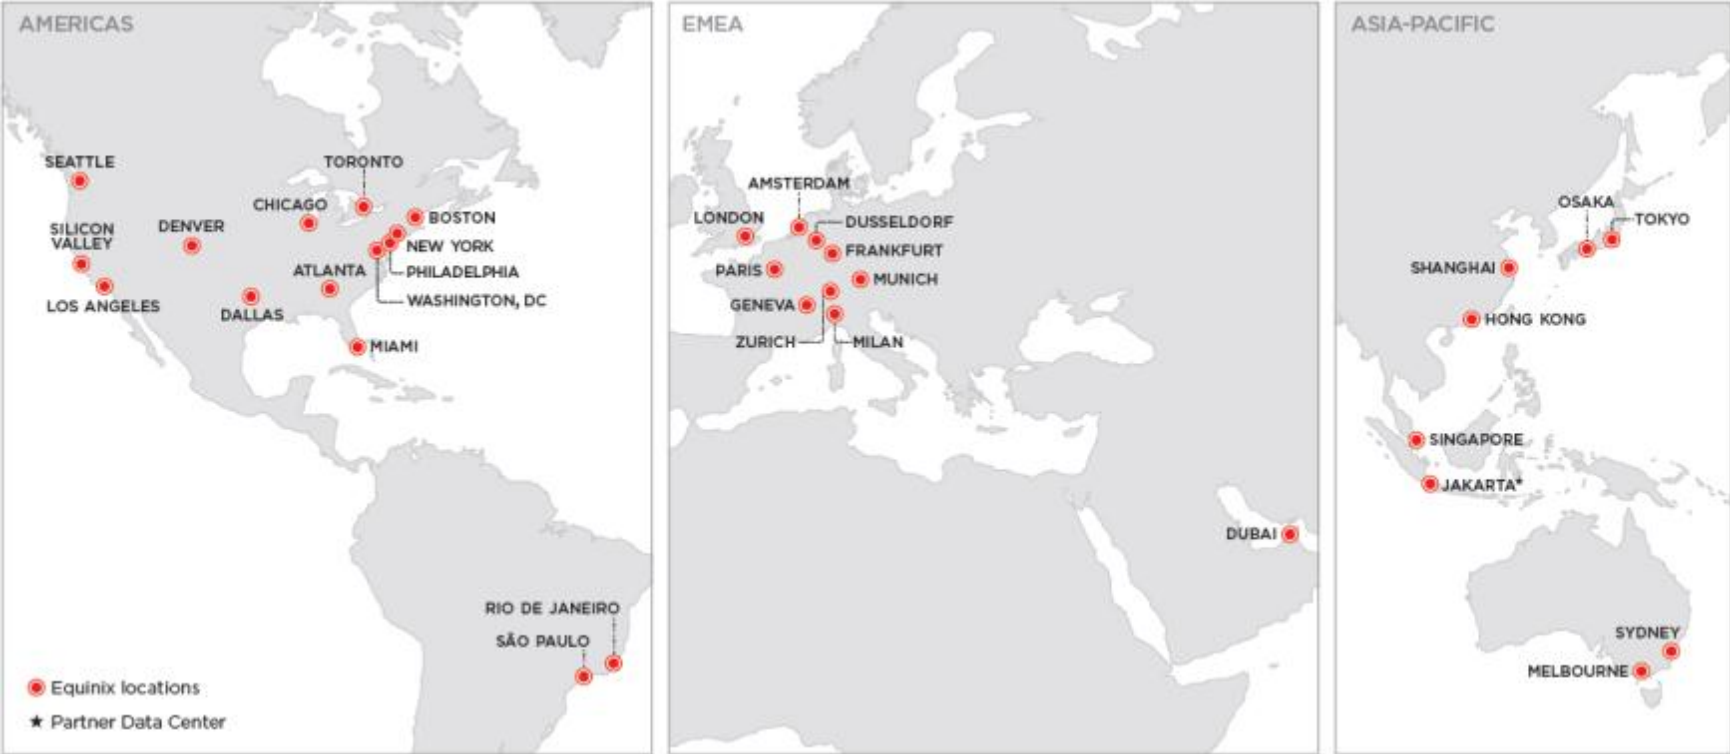 AMERICAS
SEATTLE
TORONTO
CHICAGO
BOSTON
SILICON
VALLEY
DENVER
NEW YORK
ATLANTA
PHILADELPHIA
LOS ANGELES
DALLAS
WASHINGTON, DC
MIAMI
RIO DE JANEIRO
SÃO PAULO
Equinix locations
★ Partner Data Center
EMEA
AMSTERDAM
LONDON
DUSSELDORF
FRANKFURT
PARIS
MUNICH
GENEVA
ZURICH
MILAN
DUBAI
ASIA-PACIFIC
OSAKA
TOKYO
SHANGHAI
HONG KONG
SINGAPORE
JAKARTA★
SYDNEY
MELBOURNE